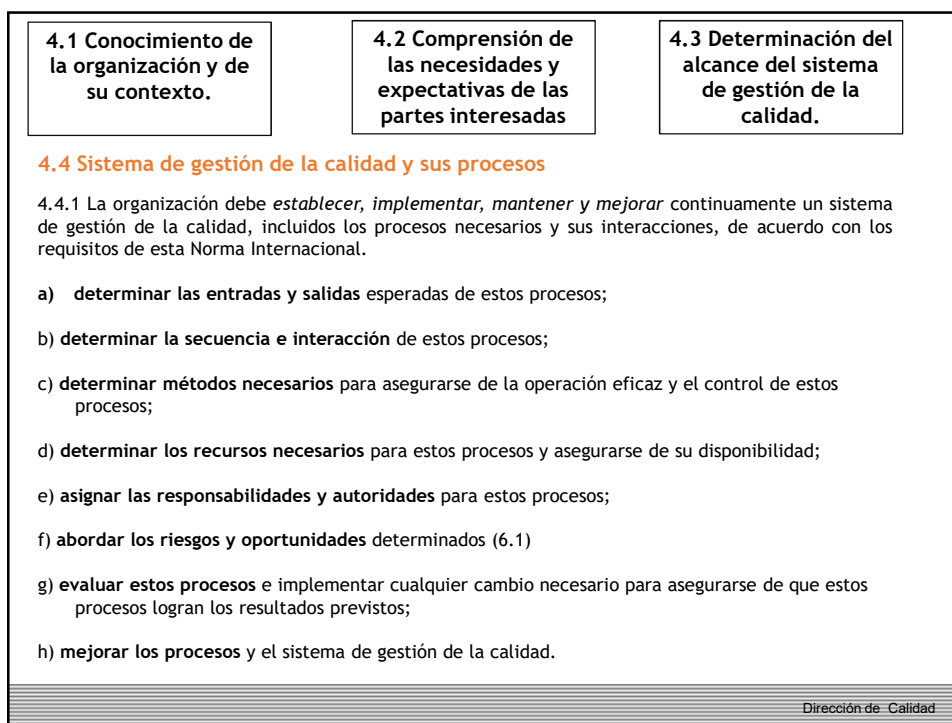 4.1 Conocimiento de
la organización y de
su contexto.
4.2 Comprensión de
las necesidades y
expectativas de las
partes interesadas
4.3 Determinación del
alcance del sistema
de gestión de la
calidad.
4.4 Sistema de gestión de la calidad y sus procesos
4.4.1 La organización debe establecer, implementar, mantener y mejorar continuamente un sistema
de gestión de la calidad, incluidos los procesos necesarios y sus interacciones, de acuerdo con los
requisitos de esta Norma Internacional.
a) determinar las entradas y salidas esperadas de estos procesos;
b) determinar la secuencia e interacción de estos procesos;
c) determinar métodos necesarios para asegurarse de la operación eficaz y el control de estos
procesos;
d) determinar los recursos necesarios para estos procesos y asegurarse de su disponibilidad;
e) asignar las responsabilidades y autoridades para estos procesos;
f) abordar los riesgos y oportunidades determinados (6.1)
g) evaluar estos procesos e implementar cualquier cambio necesario para asegurarse de que estos
procesos logran los resultados previstos;
h) mejorar los procesos y el sistema de gestión de la calidad.
Dirección de Calidad